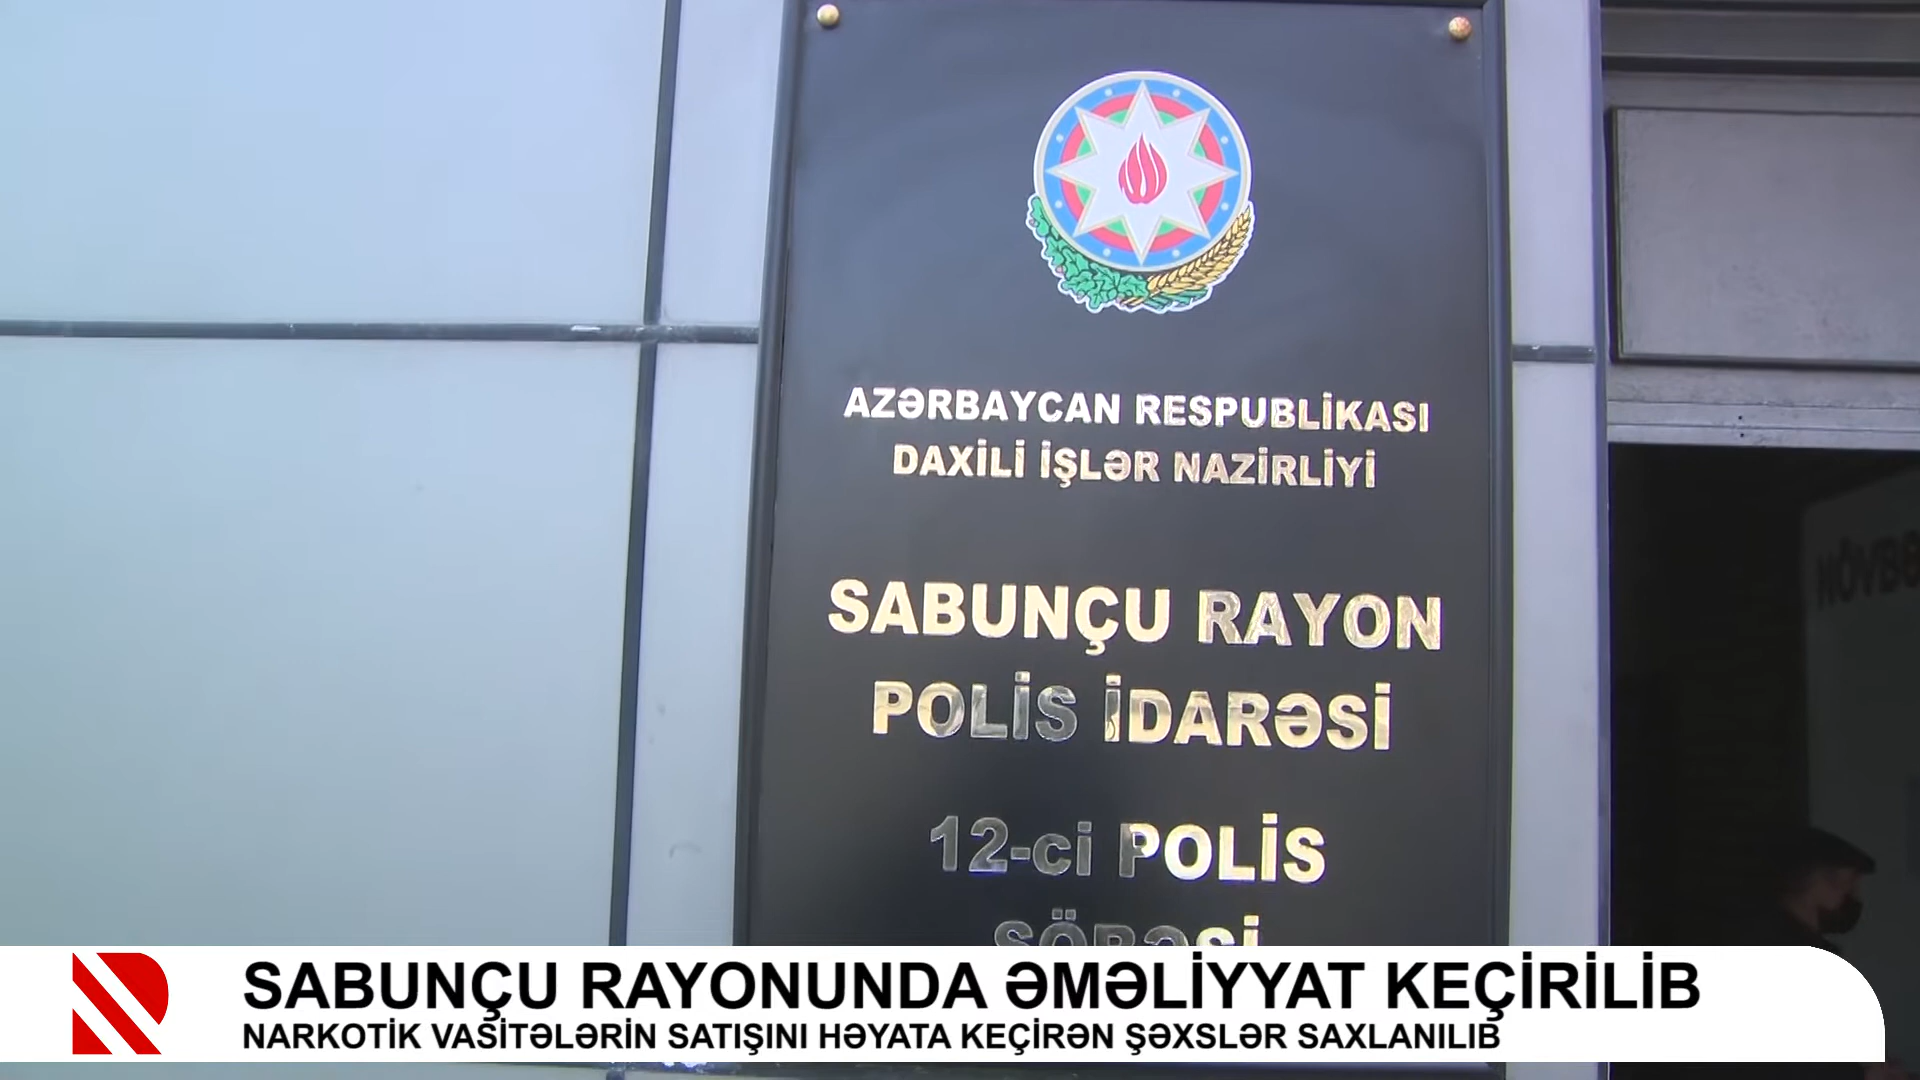 AZƏRBAYCAN RESPUBLİKASI
DAXİLİ İŞLƏR NAZİRLİYİ
SABUNÇU RAYON
POLİS İDARƏSİ
12-ci POLİS
ŞÖBƏSİ
SABUNÇU RAYONUNDA ƏMƏLİYYAT KEÇİRİLİB
NARKOTİK VASİTƏLƏRİN SATIŞINI HƏYATA KEÇİRƏN ŞƏXSLƏR SAXLANILIB